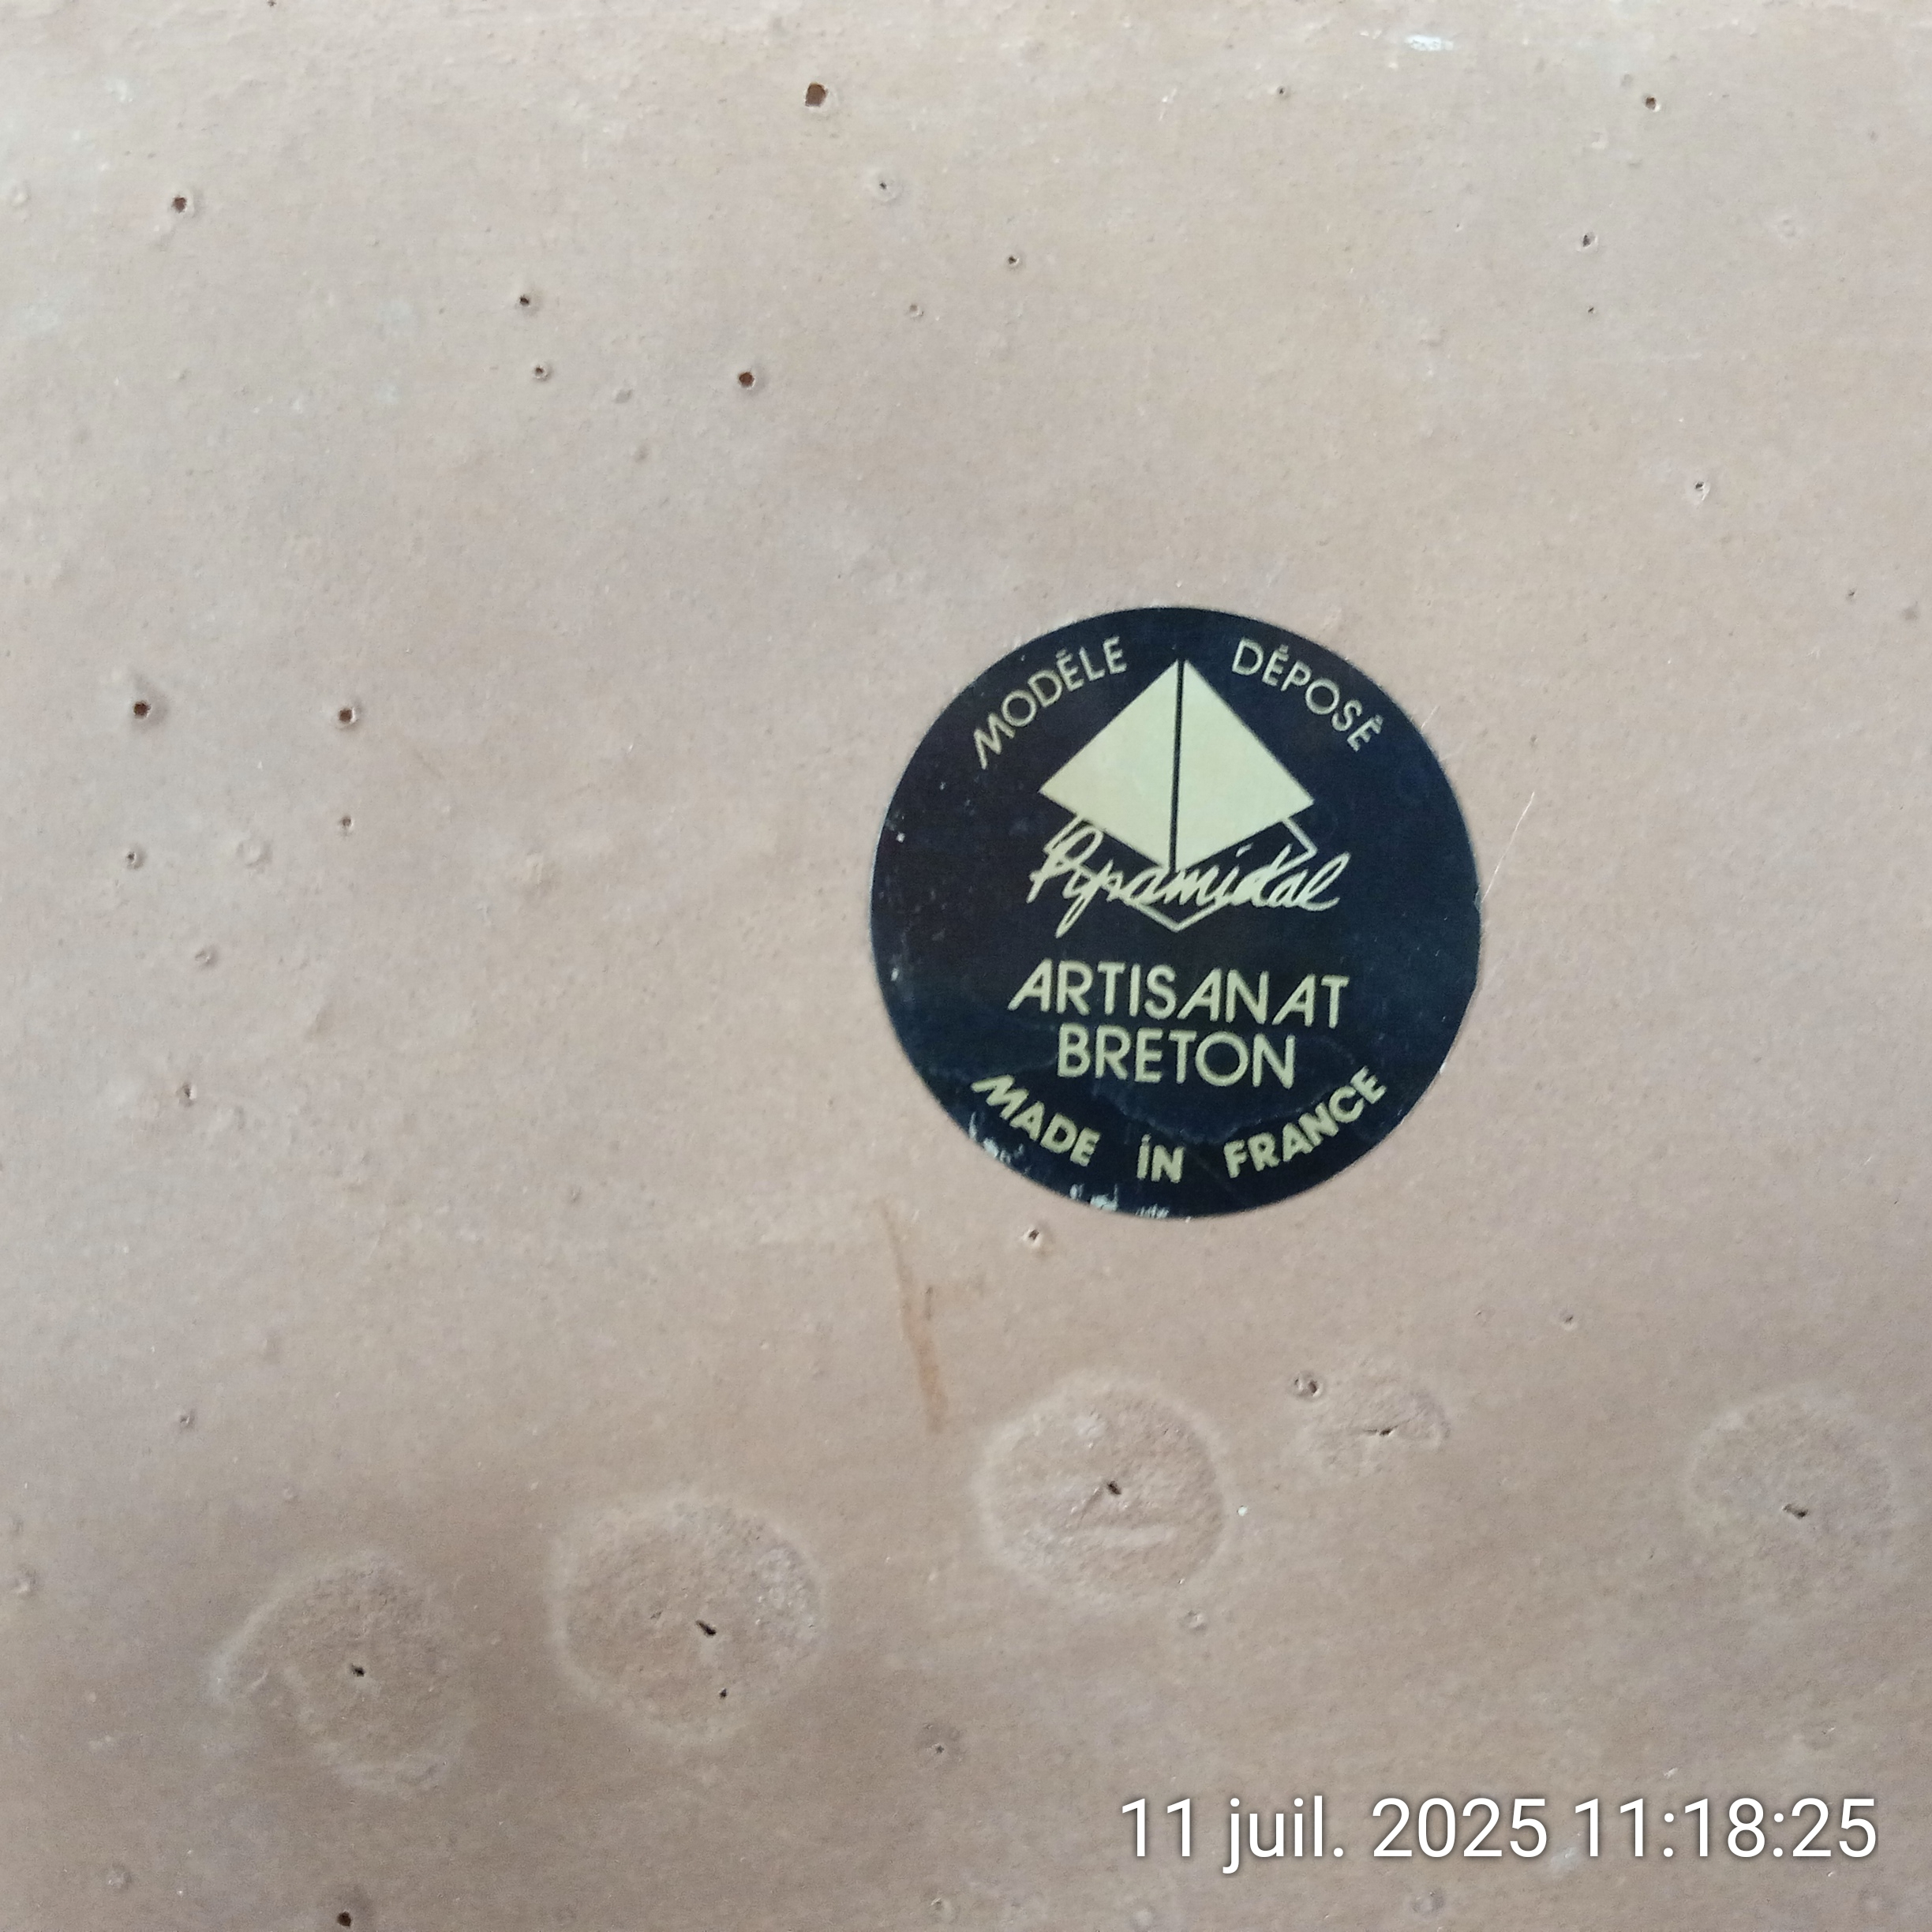 MODÈLE DÉPOSÉ
Pyramidal
ARTISANAT
BRETON
MADE IN FRANCE
11 juil. 2025 11:18:25